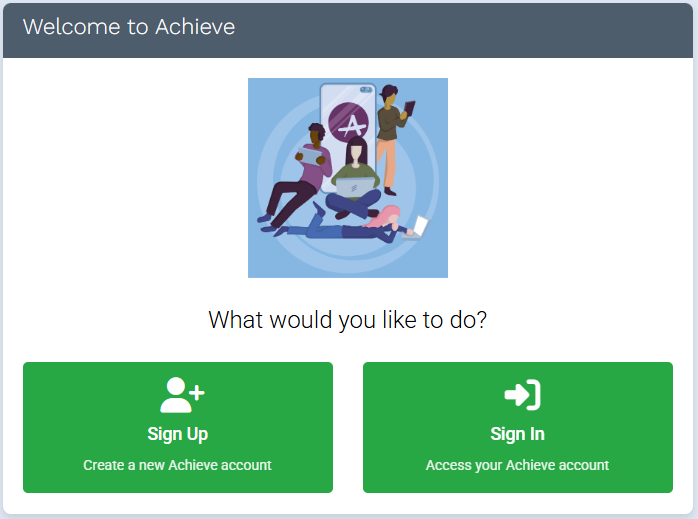 Welcome to Achieve
What would you like to do?
Sign Up
Create a new Achieve account
Sign In
Access your Achieve account